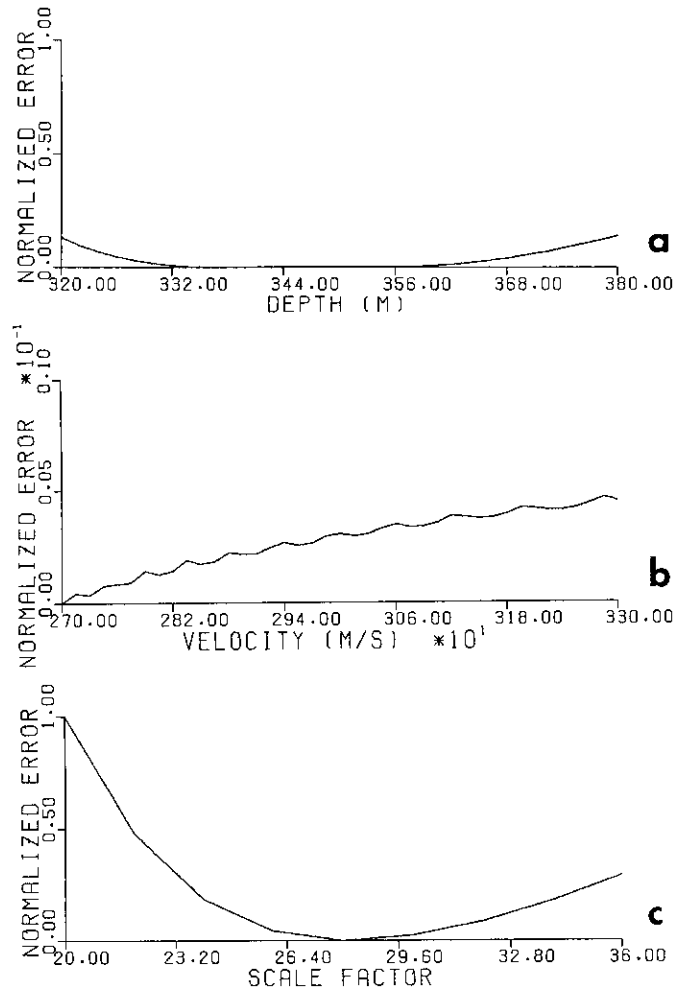 NORMALIZED ERROR
1.00
0.50
0.00
320.00 332.00 344.00 356.00 368.00 380.00
DEPTH (M)
a
NORMALIZED ERROR *10⁻¹
0.10
0.05
0.00
270.00 282.00 294.00 306.00 318.00 330.00
VELOCITY (M/S) *10¹
b
NORMALIZED ERROR
1.00
0.50
0.00
20.00 23.20 26.40 29.60 32.80 36.00
SCALE FACTOR
c